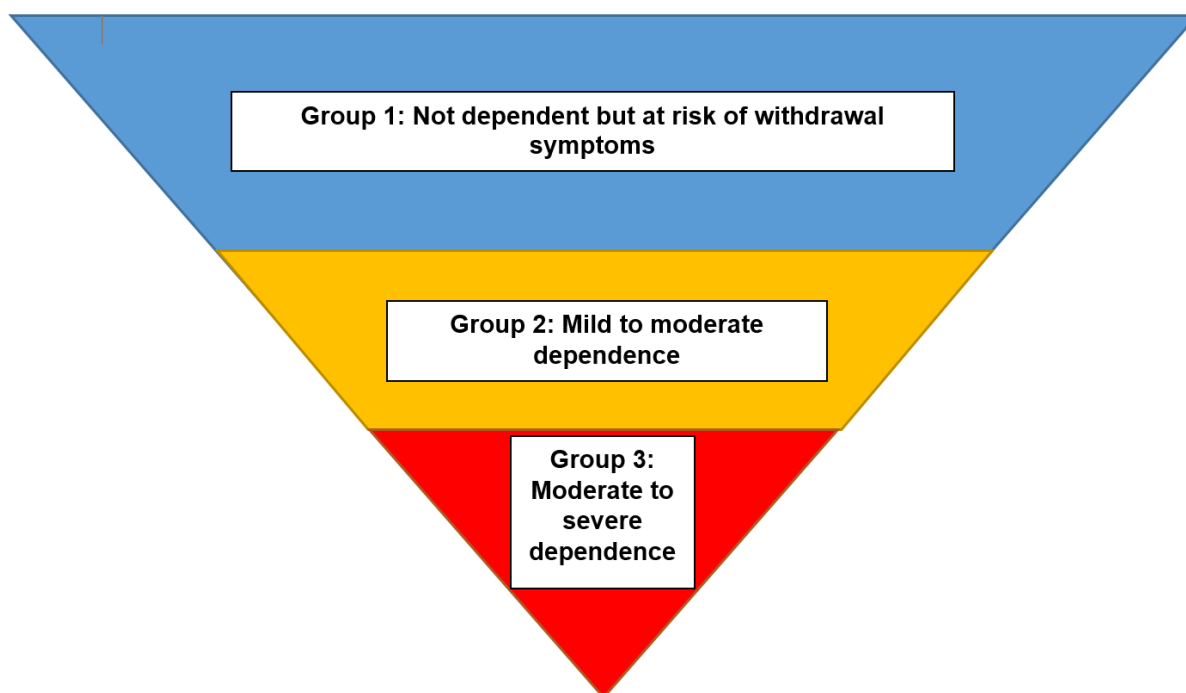 Group 1: Not dependent but at risk of withdrawal
symptoms
Group 2: Mild to moderate
dependence
Group 3:
Moderate to
severe
dependence